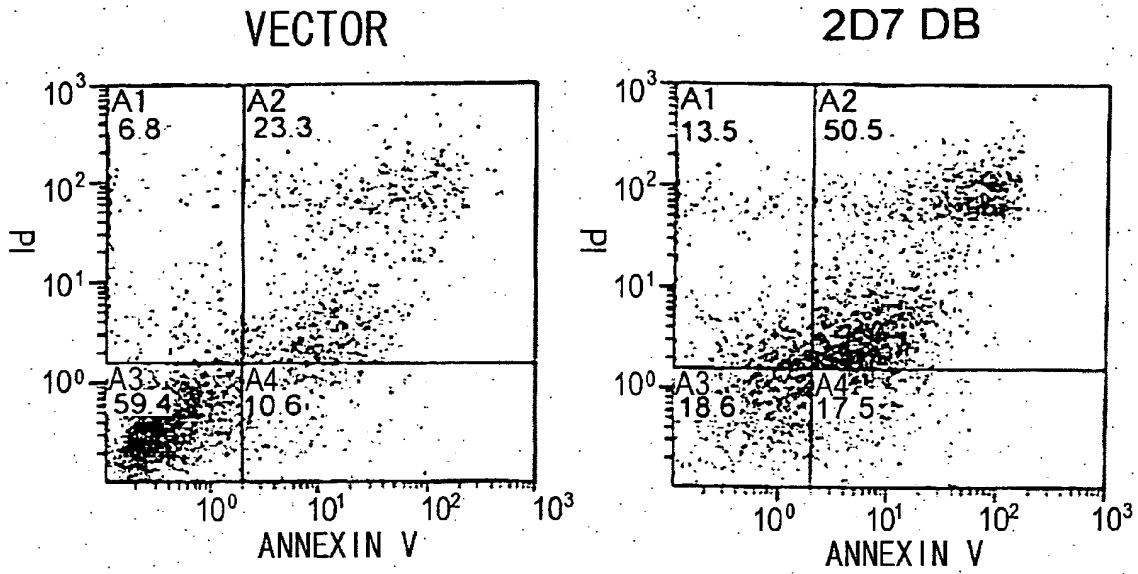 VECTOR
10³
10²
10¹
10⁰
PI
A1
6.8
A2
23.3
A3
59.4
A4
10.6
10⁰ 10¹ 10² 10³
ANNEXIN V
2D7 DB
10³
10²
10¹
10⁰
PI
A1
13.5
A2
50.5
A3
18.6
A4
17.5
10⁰ 10¹ 10² 10³
ANNEXIN V